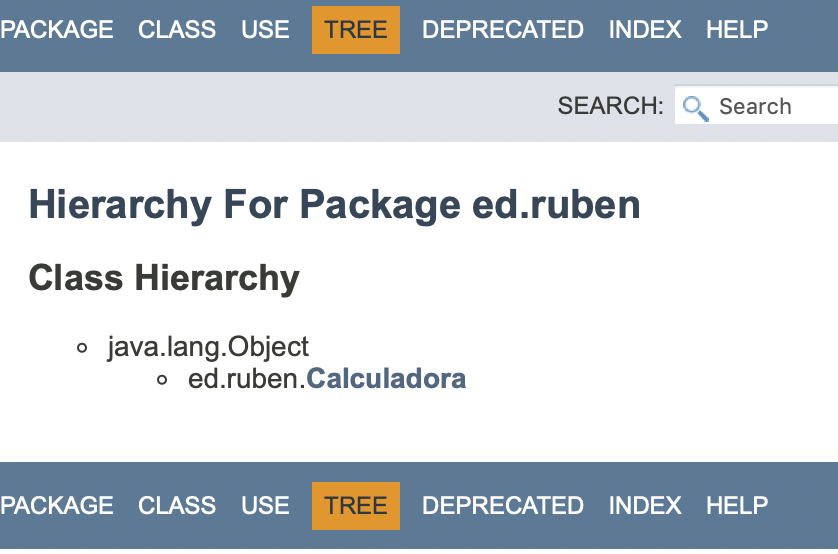 PACKAGE CLASS USE TREE DEPRECATED INDEX HELP
SEARCH: Search
Hierarchy For Package ed.ruben
Class Hierarchy
java.lang.Object
ed.ruben.Calculadora
PACKAGE CLASS USE TREE DEPRECATED INDEX HELP